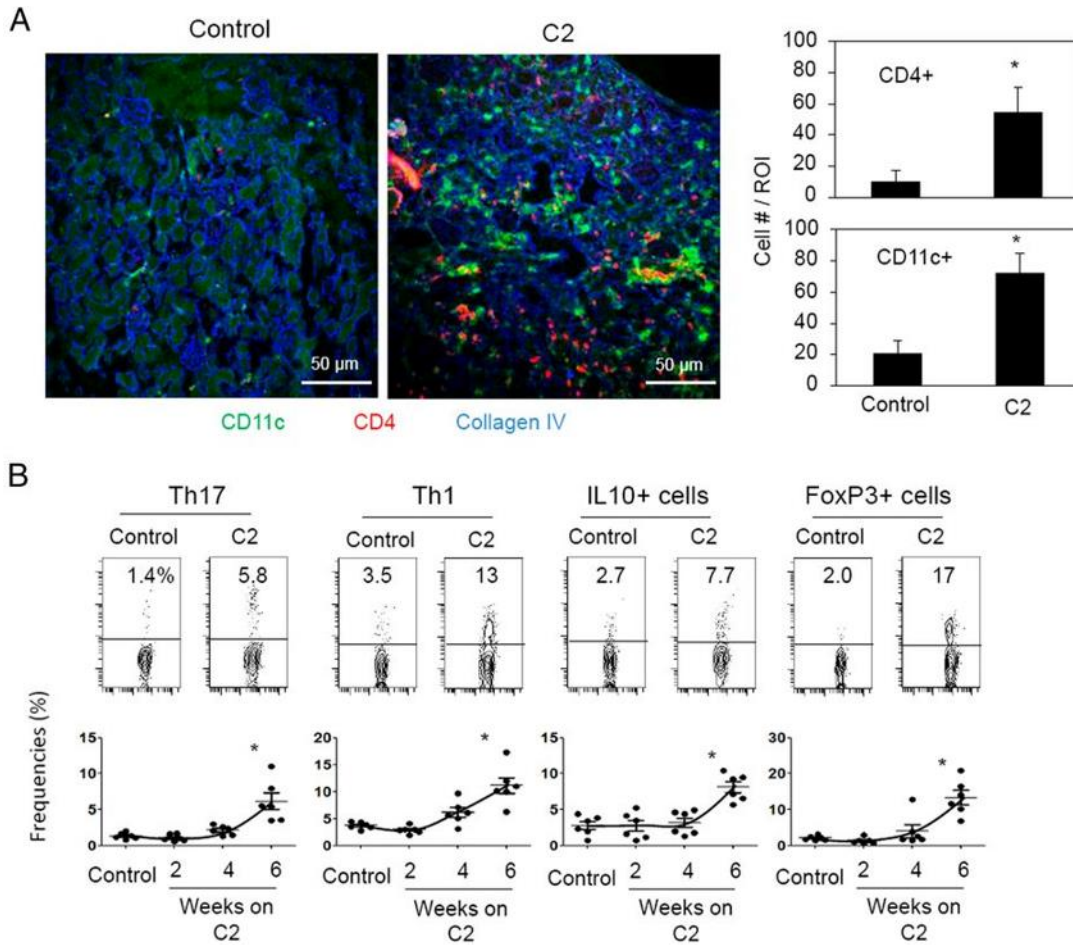 A
Control
C2
50 µm
50 µm
CD11c CD4 Collagen IV
Cell # / ROI
100
80
60
40
20
0
CD4+
*
100
80
60
40
20
0
CD11c+
*
Control C2
B
Th17 Th1 IL10+ cells FoxP3+ cells
Control C2 Control C2 Control C2 Control C2
1.4% 5.8 3.5 13 2.7 7.7 2.0 17
Frequencies (%)
15
10
5
0
*
Control 2 4 6
Weeks on
C2
20
15
10
5
0
*
Control 2 4 6
Weeks on
C2
15
10
5
0
*
Control 2 4 6
Weeks on
C2
30
20
10
0
*
Control 2 4 6
Weeks on
C2